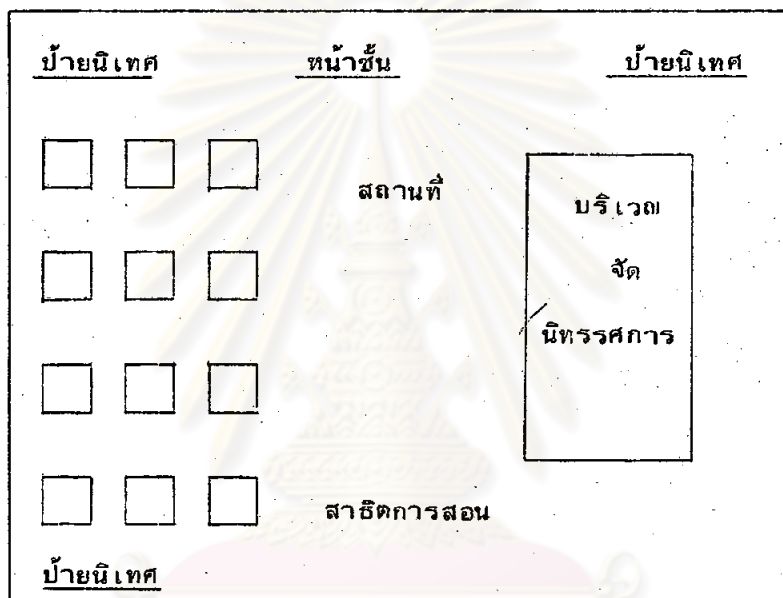 ป้ายนิเทศ
หน้าชั้น
ป้ายนิเทศ
สถานที่
บริเวณ
จัด
นิทรรศการ
สาธิตการสอน
ป้ายนิเทศ